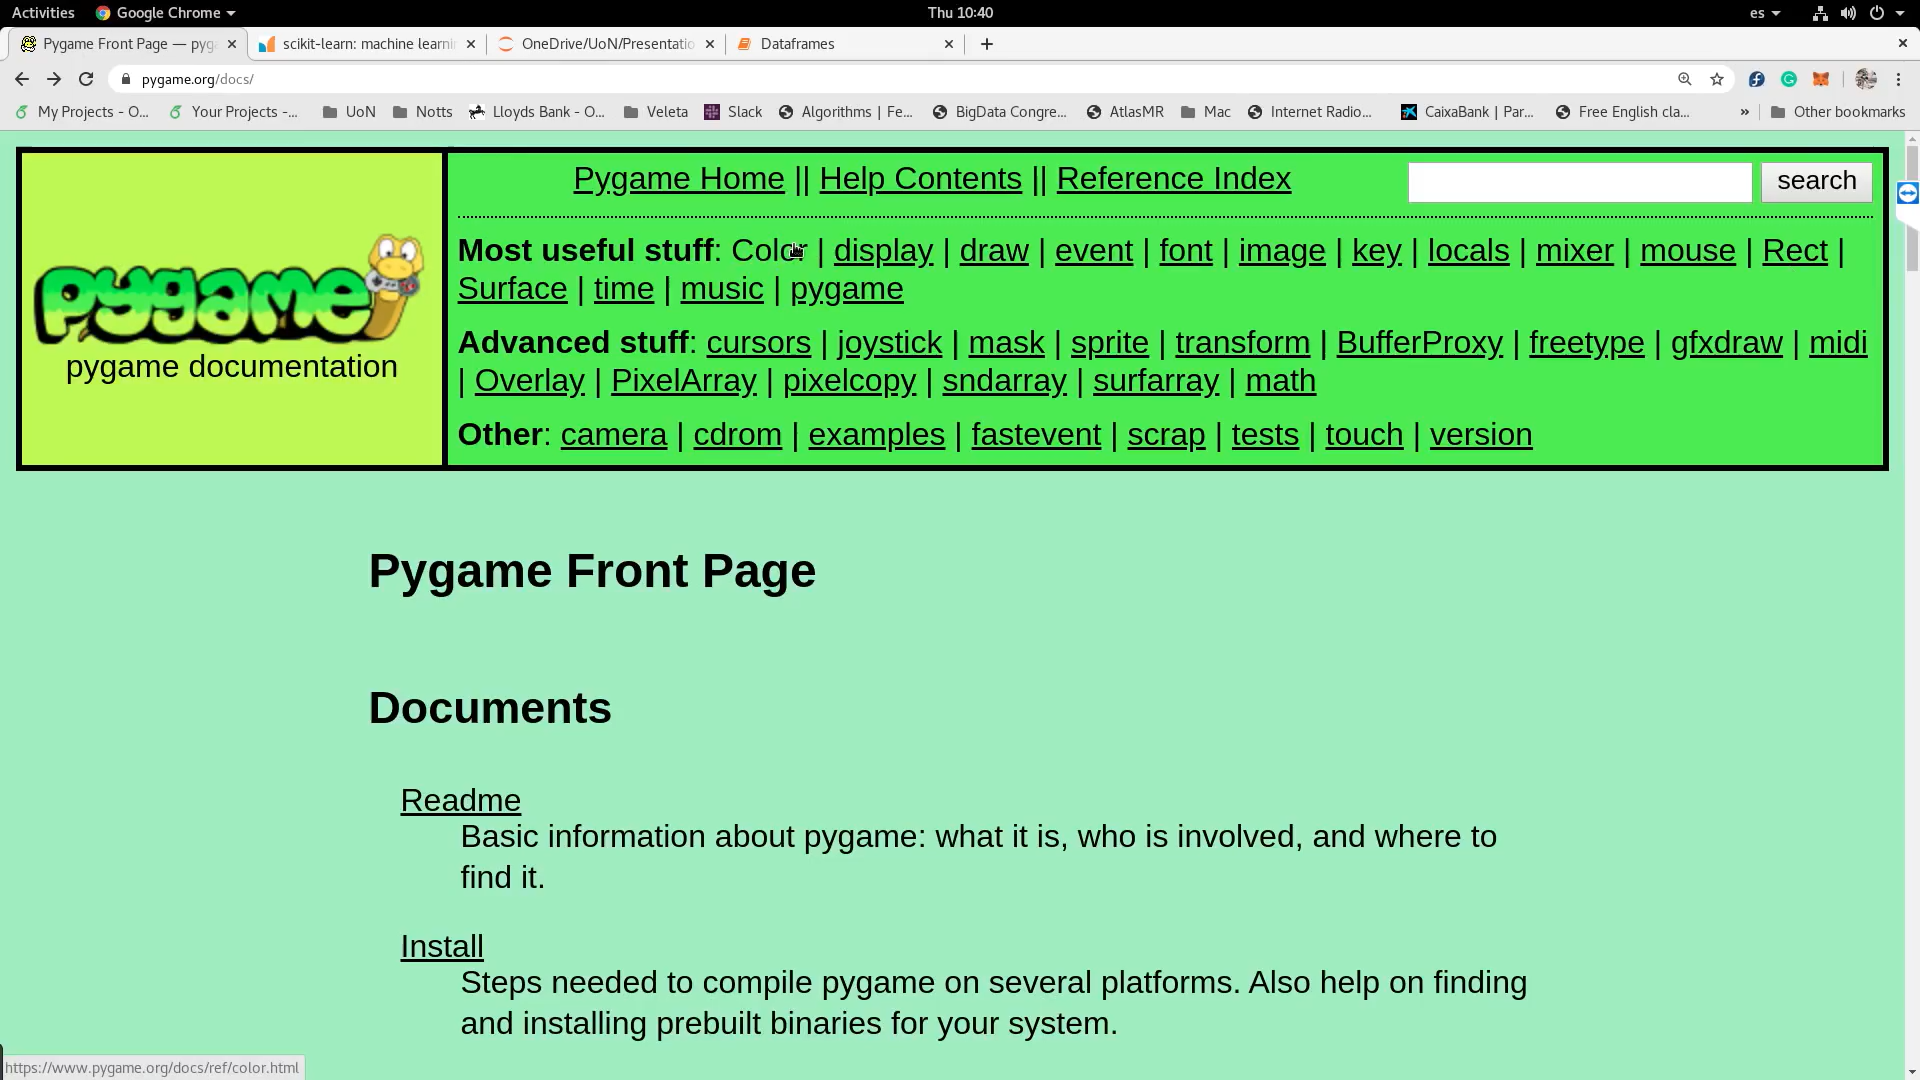 Activities Google Chrome Thu 10:40 es
Pygame Front Page — pyg scikit-learn: machine learnin OneDrive/UoN/Presentatio Dataframes
pygame.org/docs/
My Projects - O... Your Projects -... UoN Notts Lloyds Bank - O... Veleta Slack Algorithms | Fe... BigData Congre... AtlasMR Mac Internet Radio... CaixaBank | Par... Free English cla... » Other bookmarks
Pygame Home || Help Contents || Reference Index search
Most useful stuff: Color | display | draw | event | font | image | key | locals | mixer | mouse | Rect |
Surface | time | music | pygame
pygame
pygame documentation
Advanced stuff: cursors | joystick | mask | sprite | transform | BufferProxy | freetype | gfxdraw | midi
| Overlay | PixelArray | pixelcopy | sndarray | surfarray | math
Other: camera | cdrom | examples | fastevent | scrap | tests | touch | version
Pygame Front Page
Documents
Readme
Basic information about pygame: what it is, who is involved, and where to
find it.
Install
Steps needed to compile pygame on several platforms. Also help on finding
and installing prebuilt binaries for your system.
https://www.pygame.org/docs/ref/color.html